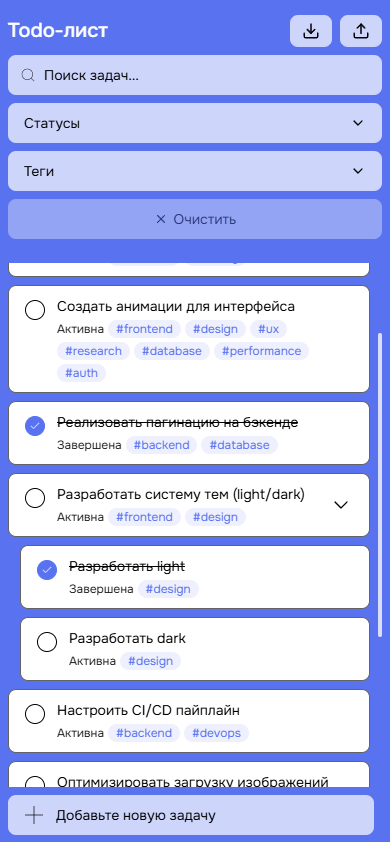 Todo-лист
Поиск задач...
Статусы
Теги
Очистить
Создать анимации для интерфейса
Активна #frontend #design #ux
#research #database #performance
#auth
Реализовать пагинацию на бэкенде
Завершена #backend #database
Разработать систему тем (light/dark)
Активна #frontend #design
Разработать light
Завершена #design
Разработать dark
Активна #design
Настроить CI/CD пайплайн
Активна #backend #devops
Оптимизировать загрузку изображений
Добавьте новую задачу